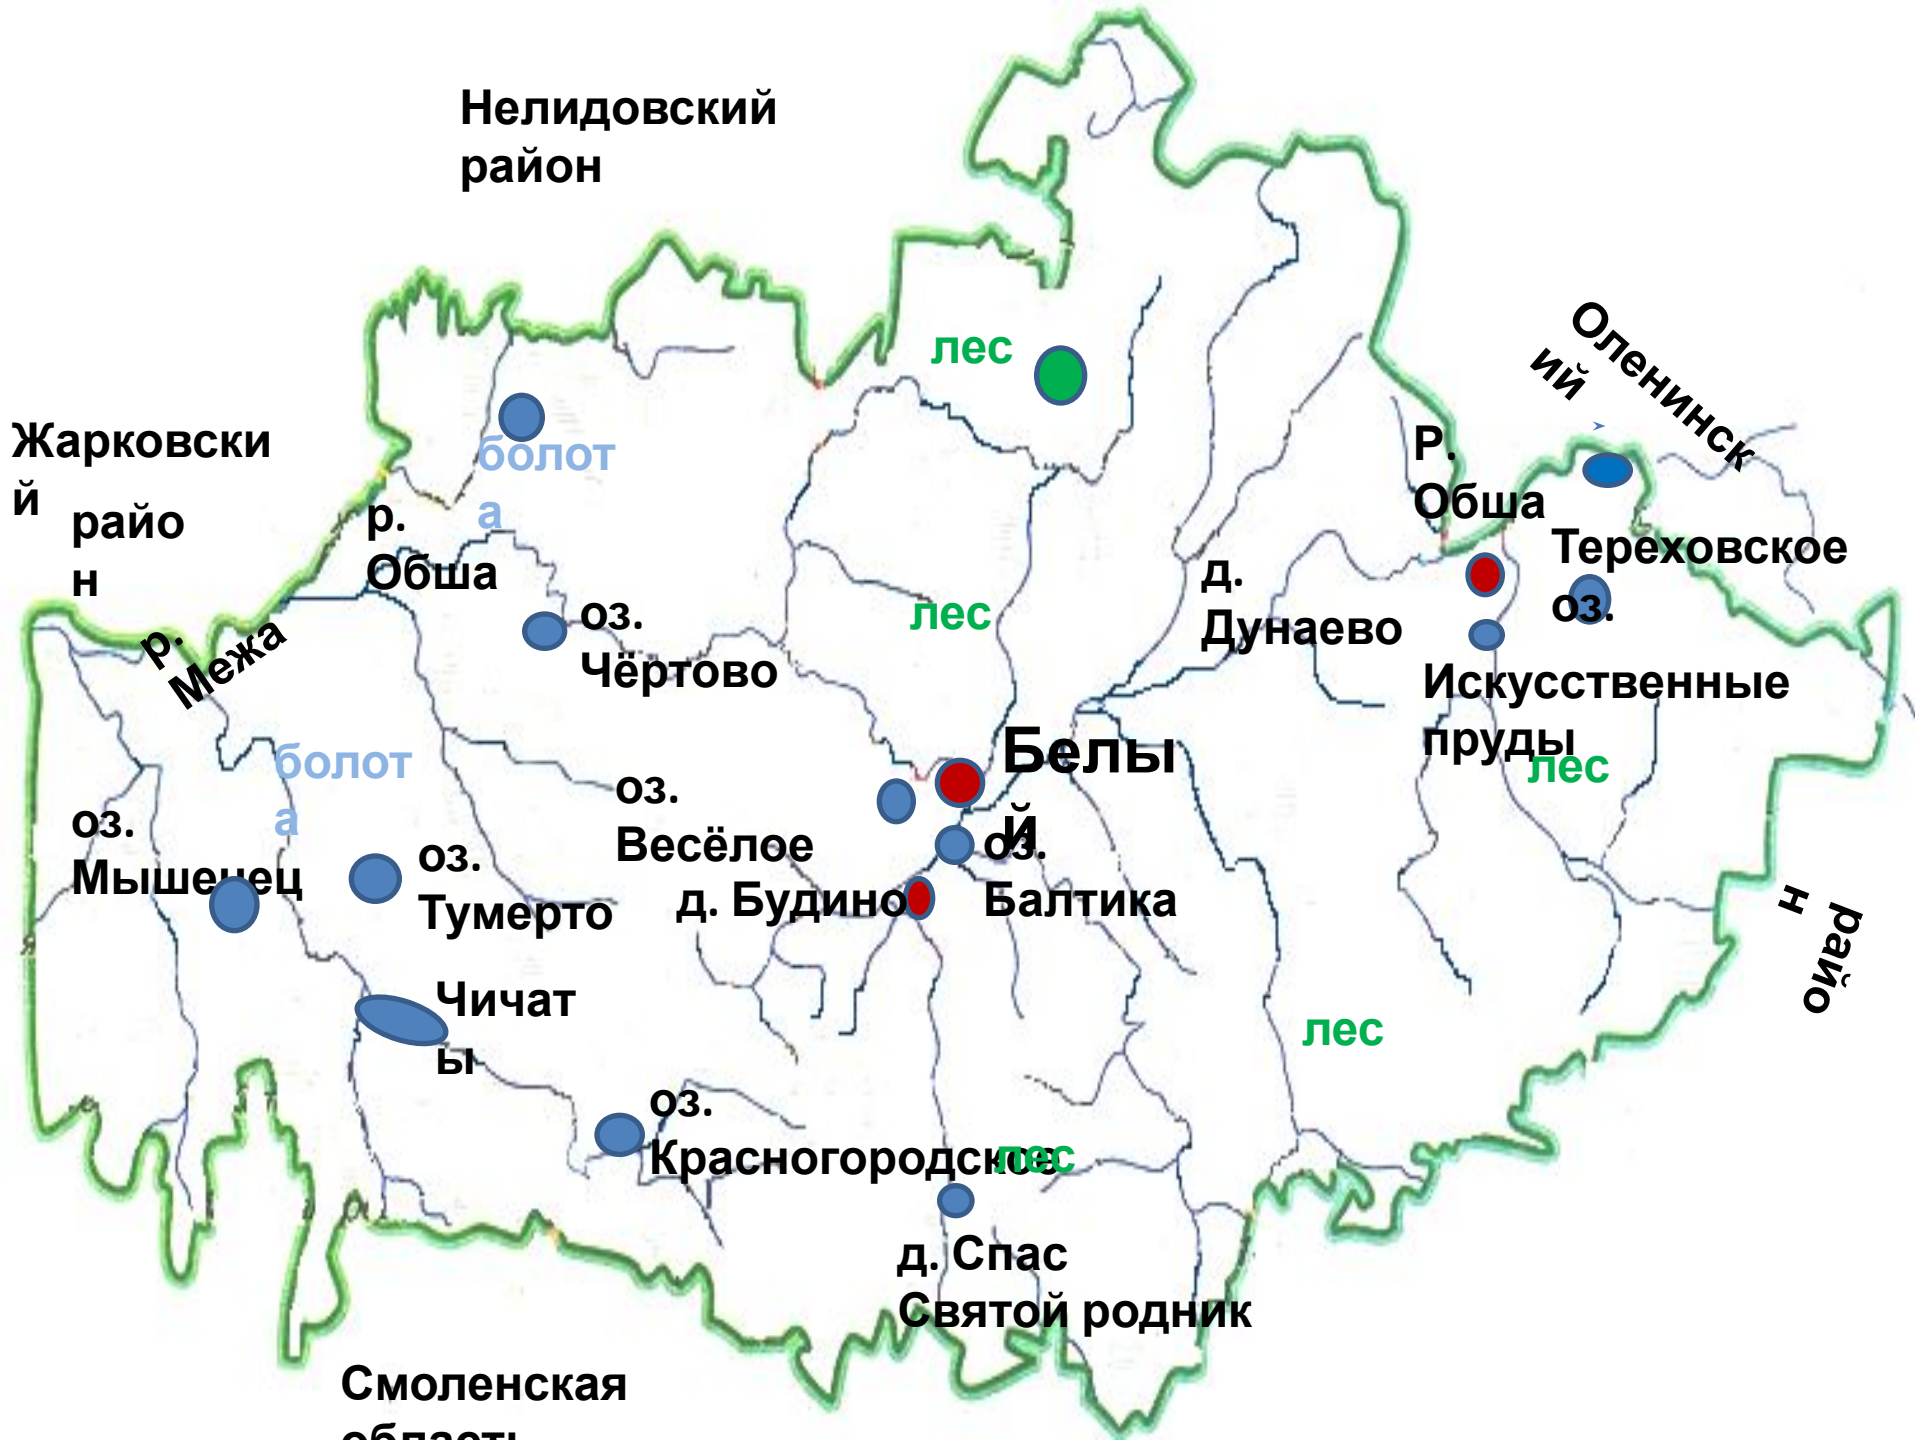 Нелидовский
район
лес
Оленинск
ий
Жарковски
й
райо
н
болот
а
Р.
Обша
р.
Обша
Тереховское
оз.
д.
Дунаево
оз.
Чёртово
лес
р.
Межа
Искусственные
пруды
лес
Белы
й
болот
а
оз.
Весёлое
оз.
Мышенец
оз.
Тумерто
оз.
Балтика
д. Будино
райо
н
Чичат
ы
лес
оз.
Красногородское
лес
д. Спас
Святой родник
Смоленская
область